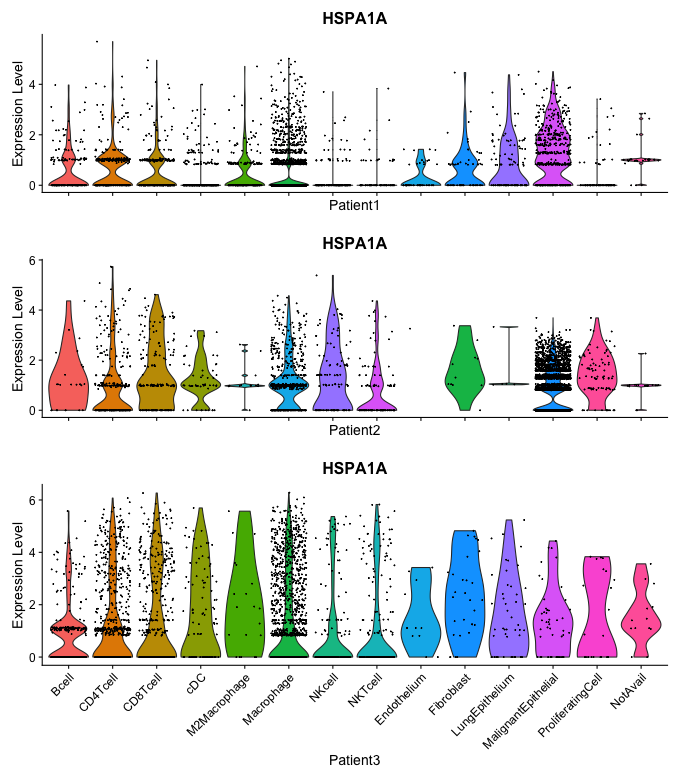 HSPA1A
Expression Level
4
2
0
Patient1
HSPA1A
Expression Level
6
4
2
0
Patient2
HSPA1A
Expression Level
6
4
2
0
Bcell
CD4Tcell
CD8Tcell
cDC
M2Macrophage
Macrophage
NKcell
NKTcell
Endothelium
Fibroblast
LungEpithelium
MalignantEpithelial
ProliferatingCell
NotAvail
Patient3